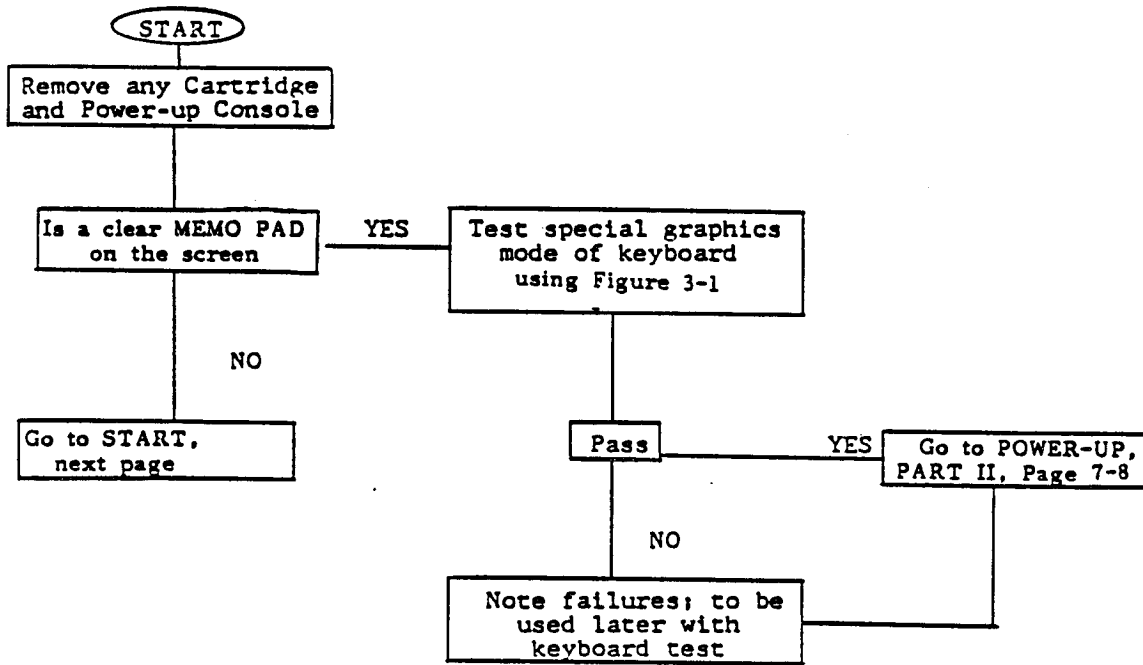 START
Remove any Cartridge
and Power-up Console
Is a clear MEMO PAD
on the screen
YES
Test special graphics
mode of keyboard
using Figure 3-1
NO
Go to START,
next page
Pass
YES
Go to POWER-UP,
PART II, Page 7-8
NO
Note failures; to be
used later with
keyboard test